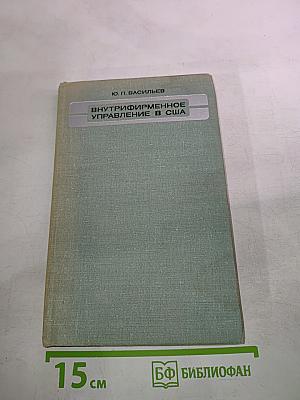 Ю. П. ВАСИЛЬЕВ
ВНУТРИФИРМЕННОЕ
УПРАВЛЕНИЕ В США
15 см
БФ БИБЛИОФАН